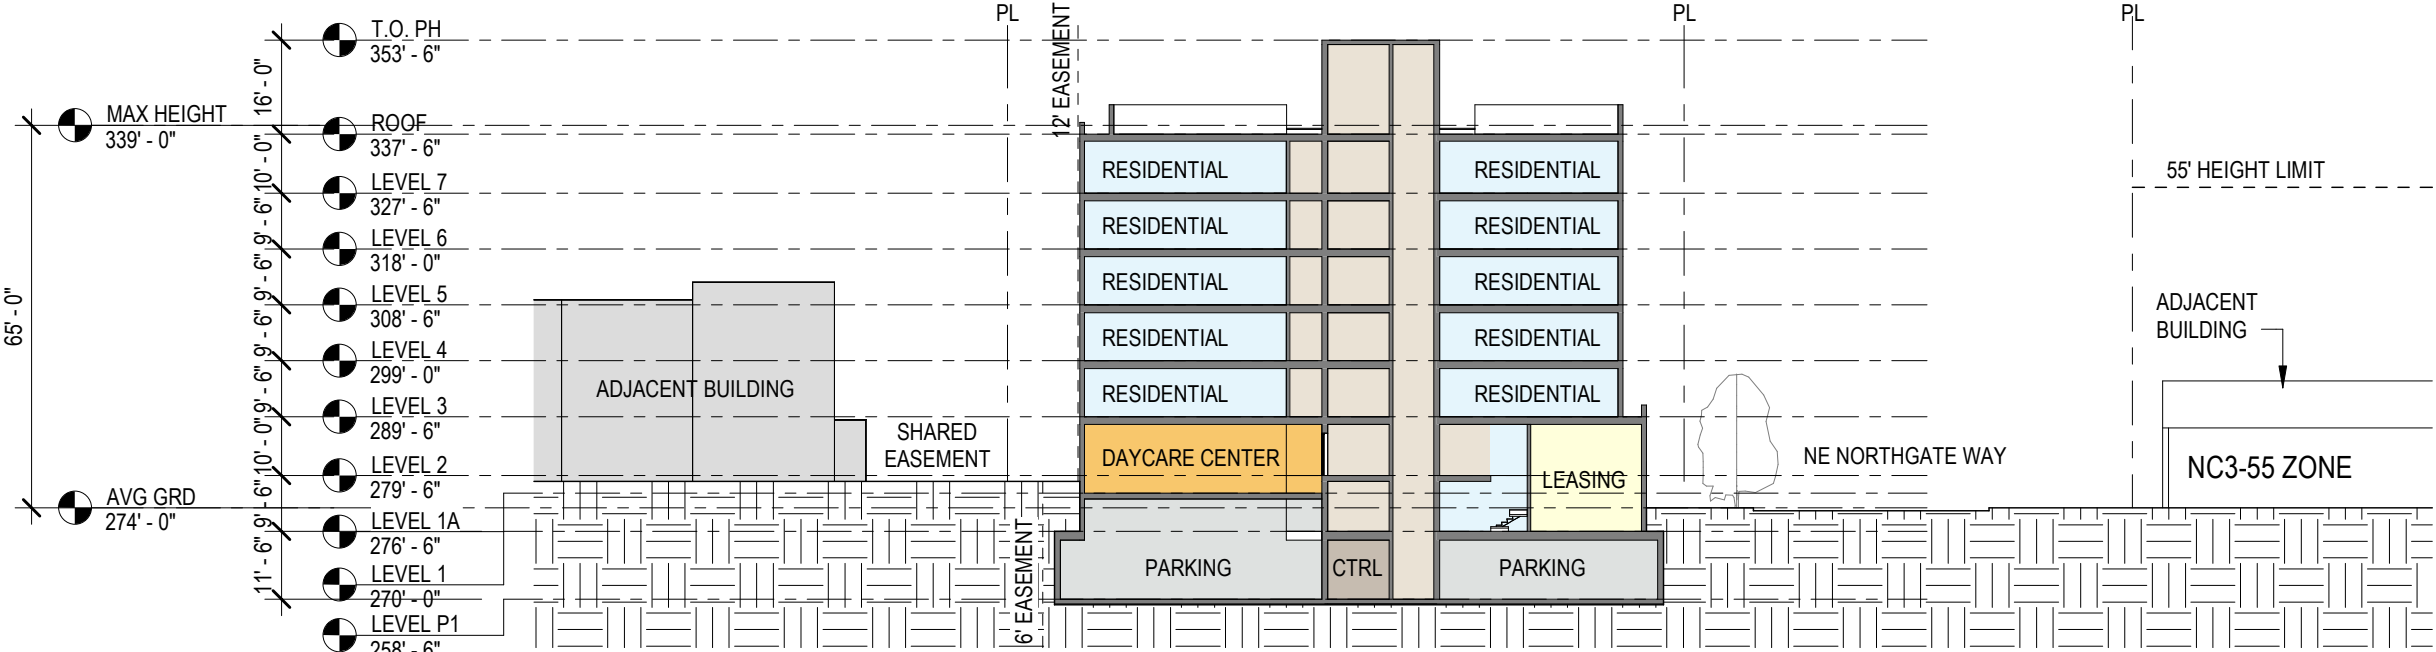 PL
PL
PL
12' EASEMENT
T.O. PH
353' - 6"
16' - 0"
MAX HEIGHT
339' - 0"
ROOF
337' - 6"
10' - 0"
LEVEL 7
327' - 6"
9' - 6"
LEVEL 6
318' - 0"
9' - 6"
LEVEL 5
308' - 6"
9' - 6"
LEVEL 4
299' - 0"
9' - 6"
LEVEL 3
289' - 6"
10' - 0"
LEVEL 2
279' - 6"
9' - 6"
AVG GRD
274' - 0"
LEVEL 1A
276' - 6"
11' - 6"
LEVEL 1
270' - 0"
LEVEL P1
258' - 6"
65' - 0"
ADJACENT BUILDING
SHARED
EASEMENT
6' EASEMENT
RESIDENTIAL
RESIDENTIAL
RESIDENTIAL
RESIDENTIAL
RESIDENTIAL
RESIDENTIAL
RESIDENTIAL
RESIDENTIAL
RESIDENTIAL
RESIDENTIAL
DAYCARE CENTER
LEASING
PARKING
CTRL
PARKING
NE NORTHGATE WAY
55' HEIGHT LIMIT
ADJACENT
BUILDING
NC3-55 ZONE